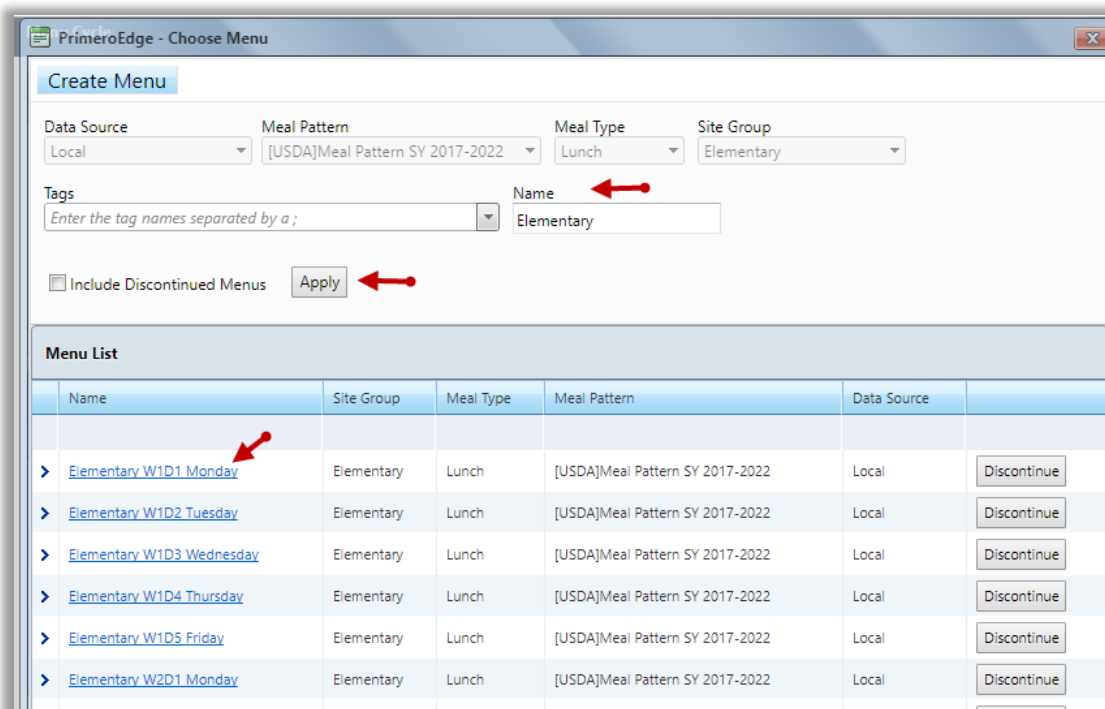 PrimeroEdge - Choose Menu
Create Menu
Data Source Meal Pattern Meal Type Site Group
Local [USDA]Meal Pattern SY 2017-2022 Lunch Elementary
Tags Name
Enter the tag names separated by a ; Elementary
Include Discontinued Menus Apply
Menu List
Name Site Group Meal Type Meal Pattern Data Source
Elementary W1D1 Monday Elementary Lunch [USDA]Meal Pattern SY 2017-2022 Local Discontinue
Elementary W1D2 Tuesday Elementary Lunch [USDA]Meal Pattern SY 2017-2022 Local Discontinue
Elementary W1D3 Wednesday Elementary Lunch [USDA]Meal Pattern SY 2017-2022 Local Discontinue
Elementary W1D4 Thursday Elementary Lunch [USDA]Meal Pattern SY 2017-2022 Local Discontinue
Elementary W1D5 Friday Elementary Lunch [USDA]Meal Pattern SY 2017-2022 Local Discontinue
Elementary W2D1 Monday Elementary Lunch [USDA]Meal Pattern SY 2017-2022 Local Discontinue